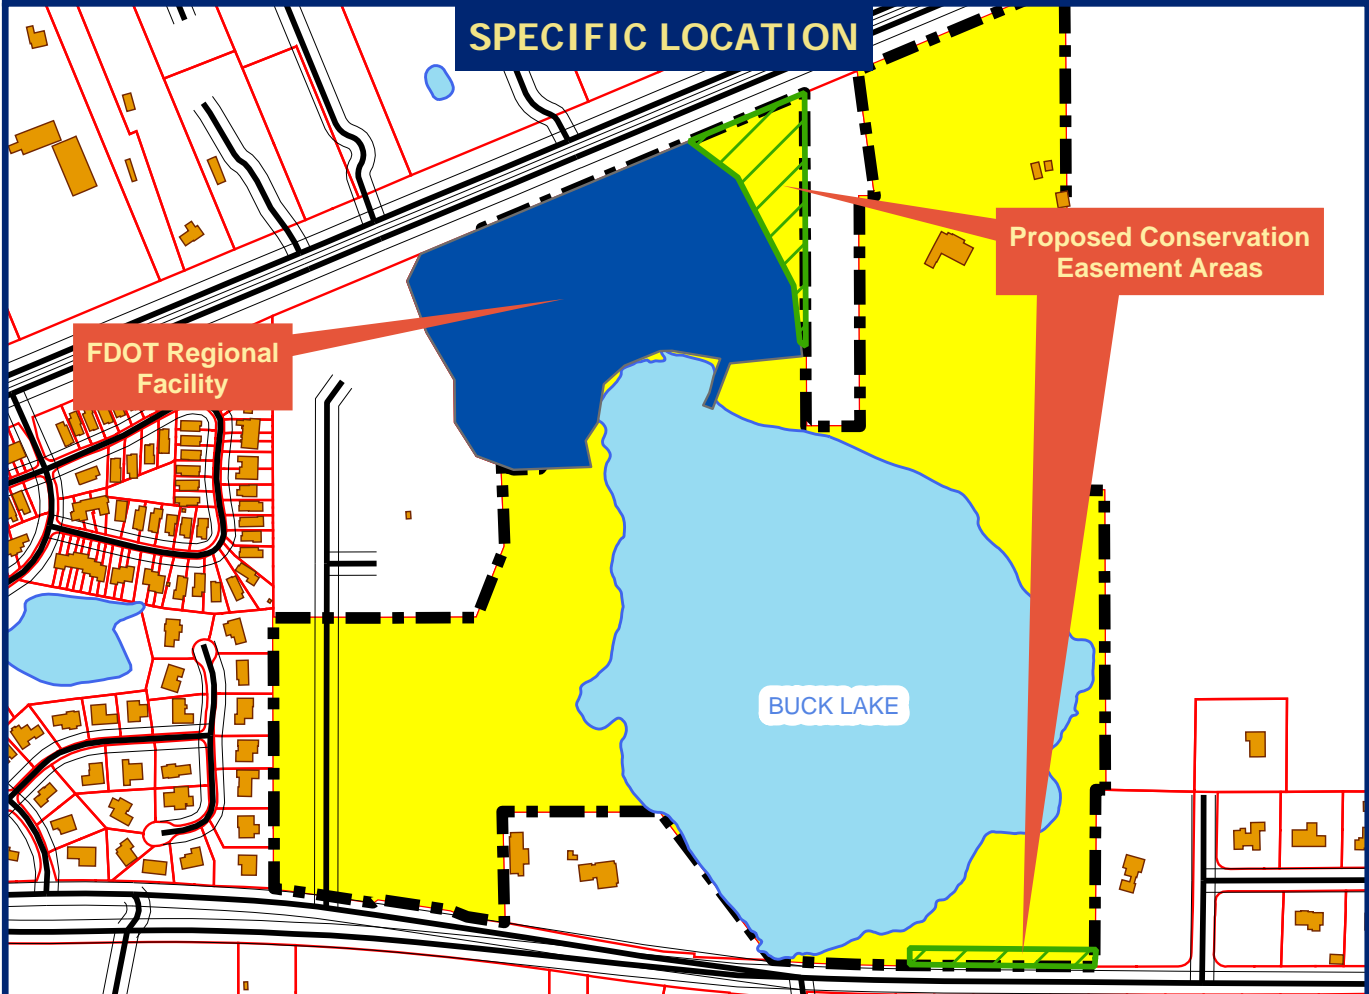 SPECIFIC LOCATION
Proposed Conservation
Easement Areas
FDOT Regional
Facility
BUCK LAKE